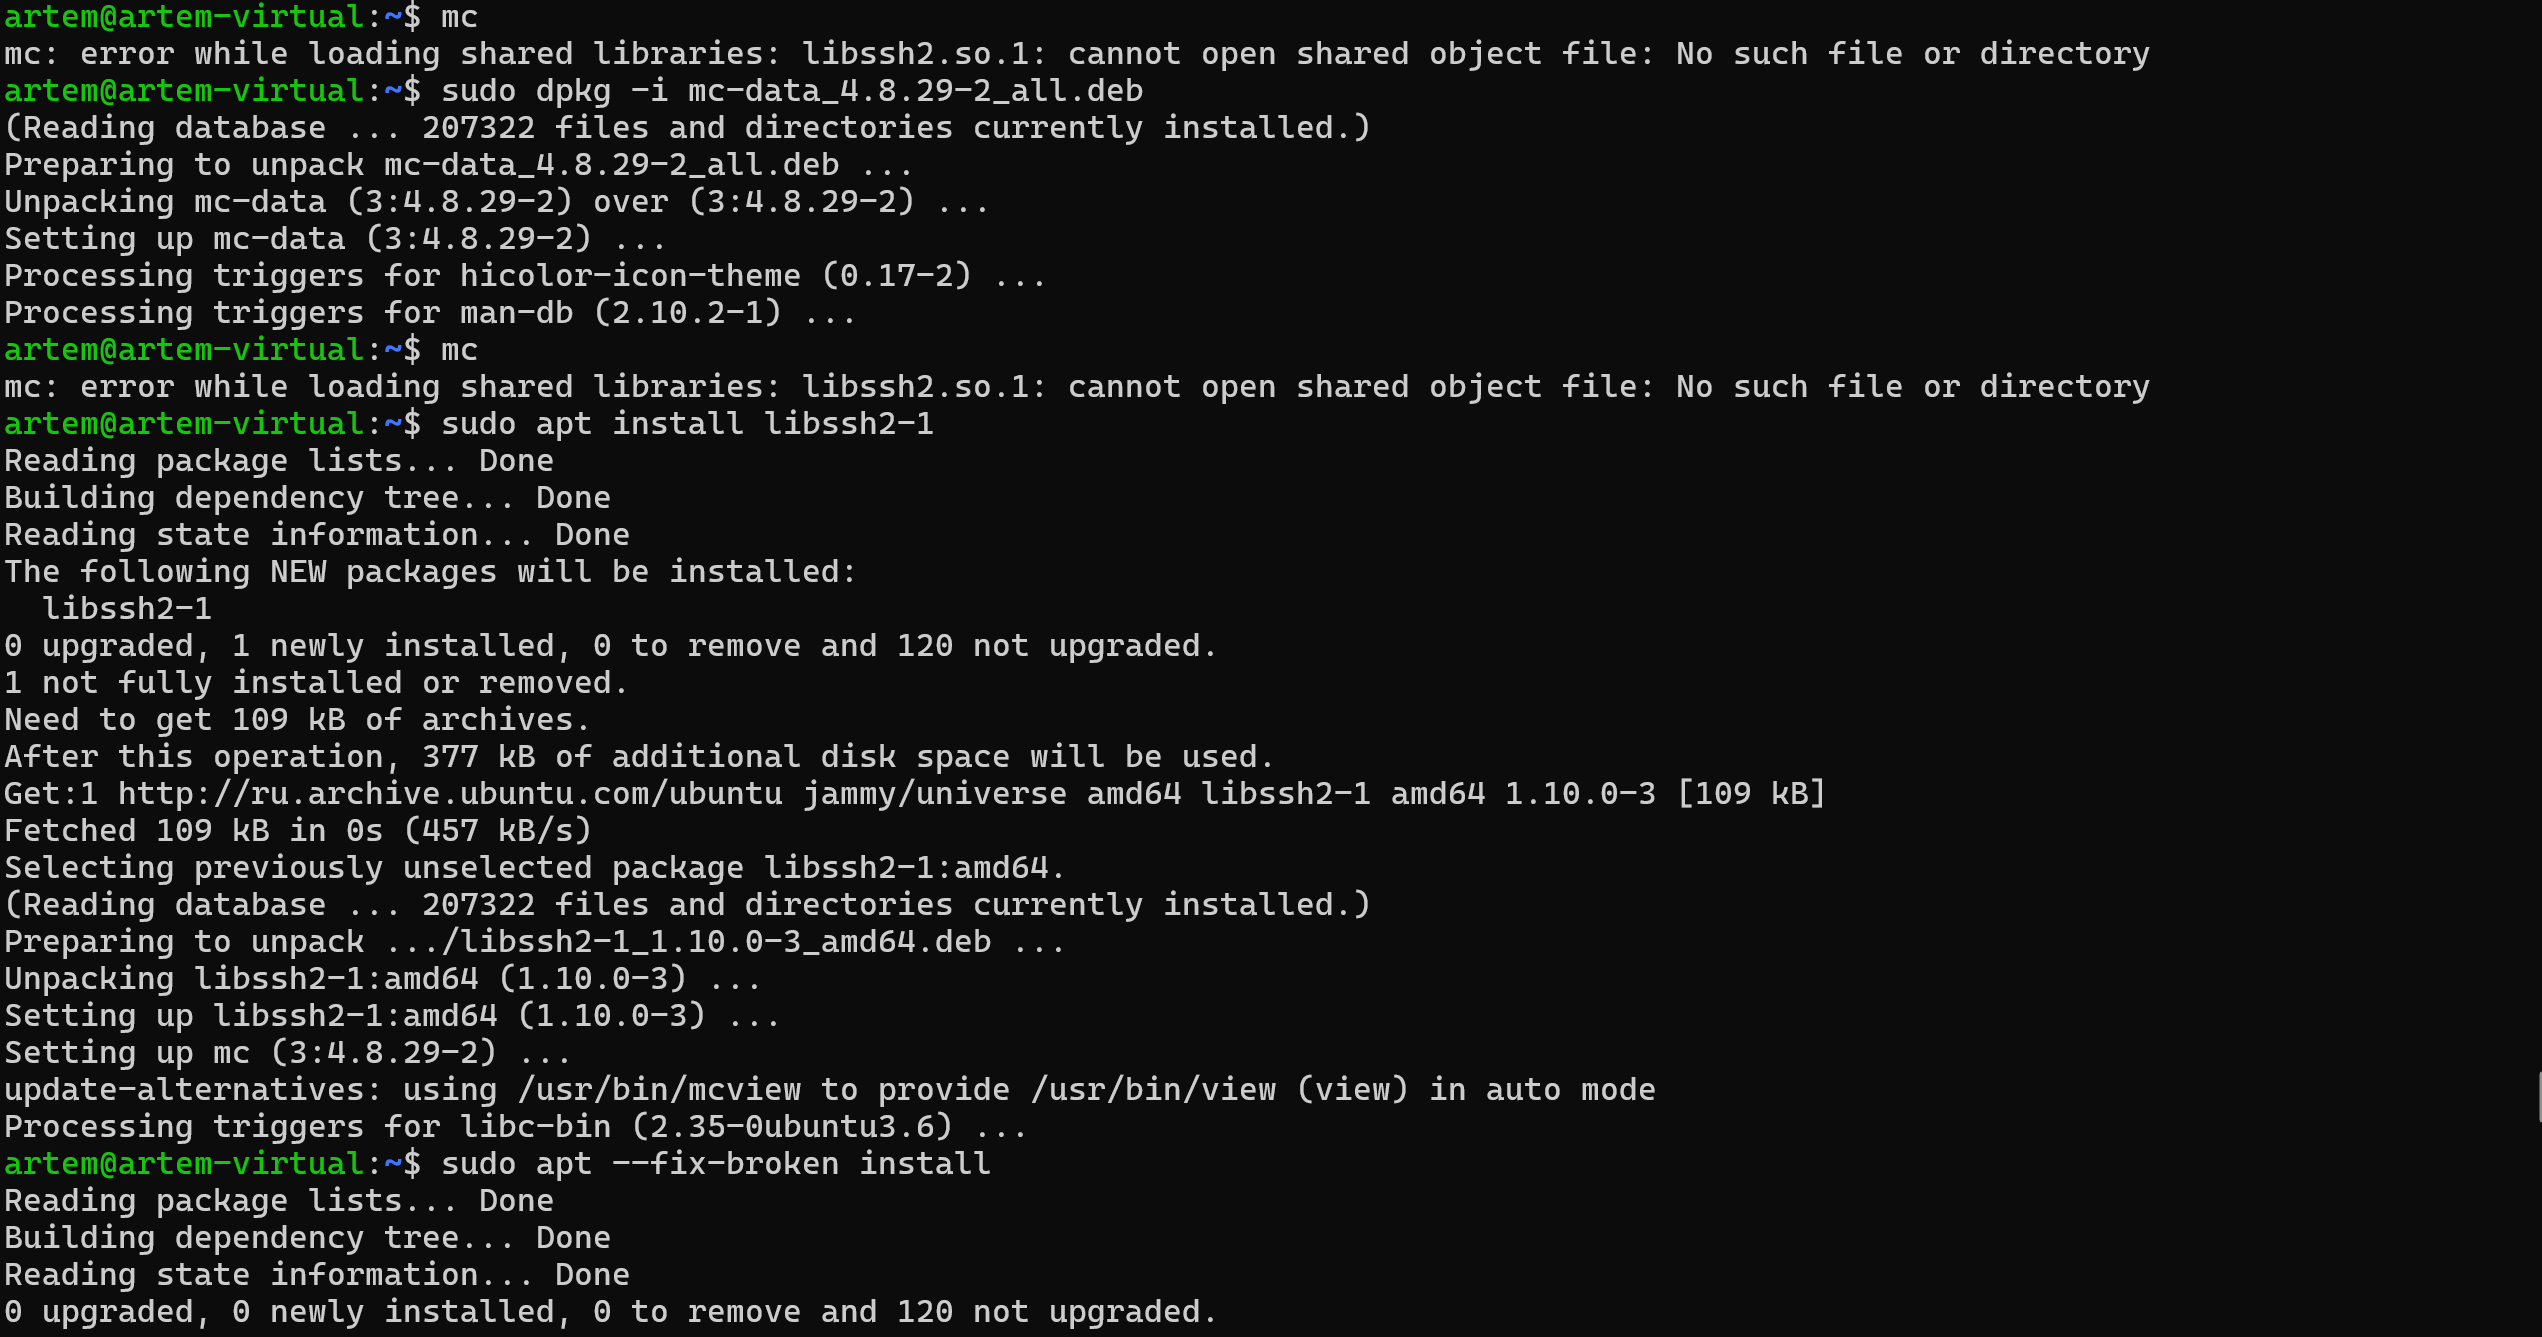 artem@artem-virtual:~$ mc
mc: error while loading shared libraries: libssh2.so.1: cannot open shared object file: No such file or directory
artem@artem-virtual:~$ sudo dpkg -i mc-data_4.8.29-2_all.deb
(Reading database ... 207322 files and directories currently installed.)
Preparing to unpack mc-data_4.8.29-2_all.deb ...
Unpacking mc-data (3:4.8.29-2) over (3:4.8.29-2) ...
Setting up mc-data (3:4.8.29-2) ...
Processing triggers for hicolor-icon-theme (0.17-2) ...
Processing triggers for man-db (2.10.2-1) ...
artem@artem-virtual:~$ mc
mc: error while loading shared libraries: libssh2.so.1: cannot open shared object file: No such file or directory
artem@artem-virtual:~$ sudo apt install libssh2-1
Reading package lists... Done
Building dependency tree... Done
Reading state information... Done
The following NEW packages will be installed:
  libssh2-1
0 upgraded, 1 newly installed, 0 to remove and 120 not upgraded.
1 not fully installed or removed.
Need to get 109 kB of archives.
After this operation, 377 kB of additional disk space will be used.
Get:1 http://ru.archive.ubuntu.com/ubuntu jammy/universe amd64 libssh2-1 amd64 1.10.0-3 [109 kB]
Fetched 109 kB in 0s (457 kB/s)
Selecting previously unselected package libssh2-1:amd64.
(Reading database ... 207322 files and directories currently installed.)
Preparing to unpack .../libssh2-1_1.10.0-3_amd64.deb ...
Unpacking libssh2-1:amd64 (1.10.0-3) ...
Setting up libssh2-1:amd64 (1.10.0-3) ...
Setting up mc (3:4.8.29-2) ...
update-alternatives: using /usr/bin/mcview to provide /usr/bin/view (view) in auto mode
Processing triggers for libc-bin (2.35-0ubuntu3.6) ...
artem@artem-virtual:~$ sudo apt --fix-broken install
Reading package lists... Done
Building dependency tree... Done
Reading state information... Done
0 upgraded, 0 newly installed, 0 to remove and 120 not upgraded.